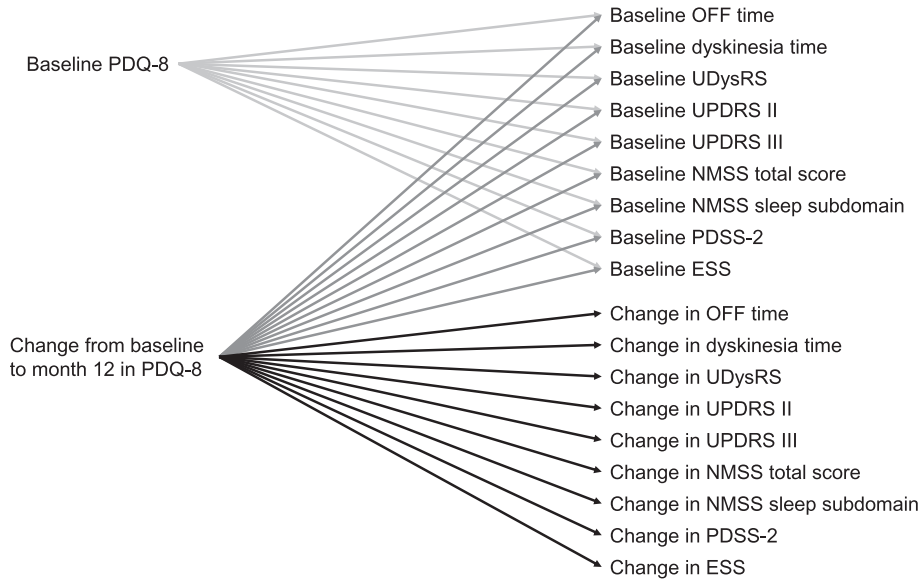 Baseline PDQ-8
Baseline OFF time
Baseline dyskinesia time
Baseline UDysRS
Baseline UPDRS II
Baseline UPDRS III
Baseline NMSS total score
Baseline NMSS sleep subdomain
Baseline PDSS-2
Baseline ESS
Change from baseline
to month 12 in PDQ-8
Change in OFF time
Change in dyskinesia time
Change in UDysRS
Change in UPDRS II
Change in UPDRS III
Change in NMSS total score
Change in NMSS sleep subdomain
Change in PDSS-2
Change in ESS